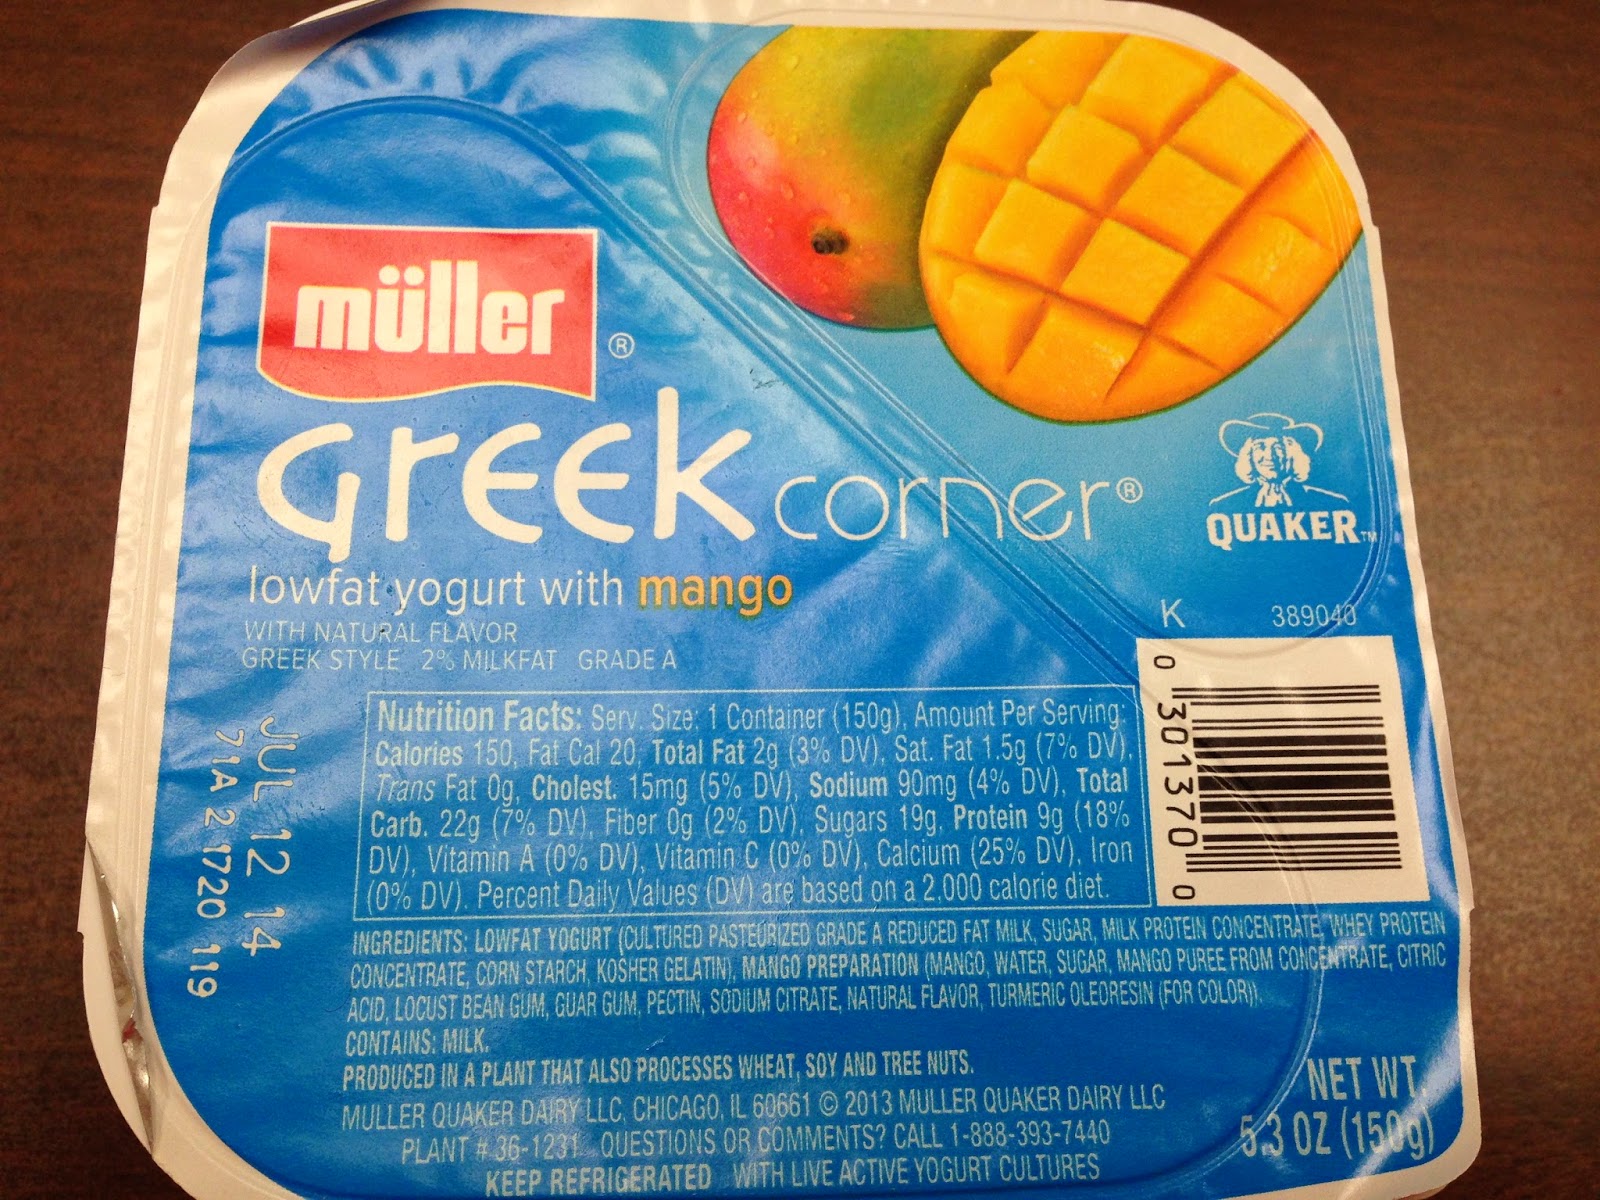 müller®
Greek corner®
QUAKER™
lowfat yogurt with mango
WITH NATURAL FLAVOR
GREEK STYLE 2% MILKFAT GRADE A
K 389040
0 301370 0
JUL 12 14
71A 2 1720 119
Nutrition Facts: Serv. Size: 1 Container (150g), Amount Per Serving:
Calories 150, Fat Cal 20, Total Fat 2g (3% DV), Sat. Fat 1.5g (7% DV),
Trans Fat 0g, Cholest. 15mg (5% DV), Sodium 90mg (4% DV), Total
Carb. 22g (7% DV), Fiber 0g (2% DV), Sugars 19g, Protein 9g (18%
DV), Vitamin A (0% DV), Vitamin C (0% DV), Calcium (25% DV), Iron
(0% DV). Percent Daily Values (DV) are based on a 2,000 calorie diet.
INGREDIENTS: LOWFAT YOGURT (CULTURED PASTEURIZED GRADE A REDUCED FAT MILK, SUGAR, MILK PROTEIN CONCENTRATE, WHEY PROTEIN
CONCENTRATE, CORN STARCH, KOSHER GELATIN), MANGO PREPARATION (MANGO, WATER, SUGAR, MANGO PUREE FROM CONCENTRATE, CITRIC
ACID, LOCUST BEAN GUM, GUAR GUM, PECTIN, SODIUM CITRATE, NATURAL FLAVOR, TURMERIC OLEORESIN (FOR COLOR)).
CONTAINS: MILK.
PRODUCED IN A PLANT THAT ALSO PROCESSES WHEAT, SOY AND TREE NUTS.
MULLER QUAKER DAIRY LLC, CHICAGO, IL 60661 © 2013 MULLER QUAKER DAIRY LLC
PLANT # 36-1231 QUESTIONS OR COMMENTS? CALL 1-888-393-7440
KEEP REFRIGERATED WITH LIVE ACTIVE YOGURT CULTURES
NET WT.
5.3 OZ (150g)